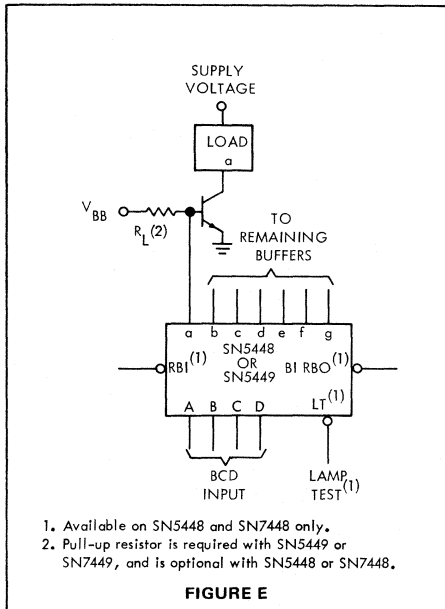 SUPPLY
VOLTAGE
LOAD
a
V BB
R L (2)
TO
REMAINING
BUFFERS
a b c d e f g
SN5448
OR
SN5449
RBI(1)
BI RBO(1)
LT(1)
A B C D
BCD
INPUT
LAMP
TEST(1)
1. Available on SN5448 and SN7448 only.
2. Pull-up resistor is required with SN5449 or
SN7449, and is optional with SN5448 or SN7448.
FIGURE E